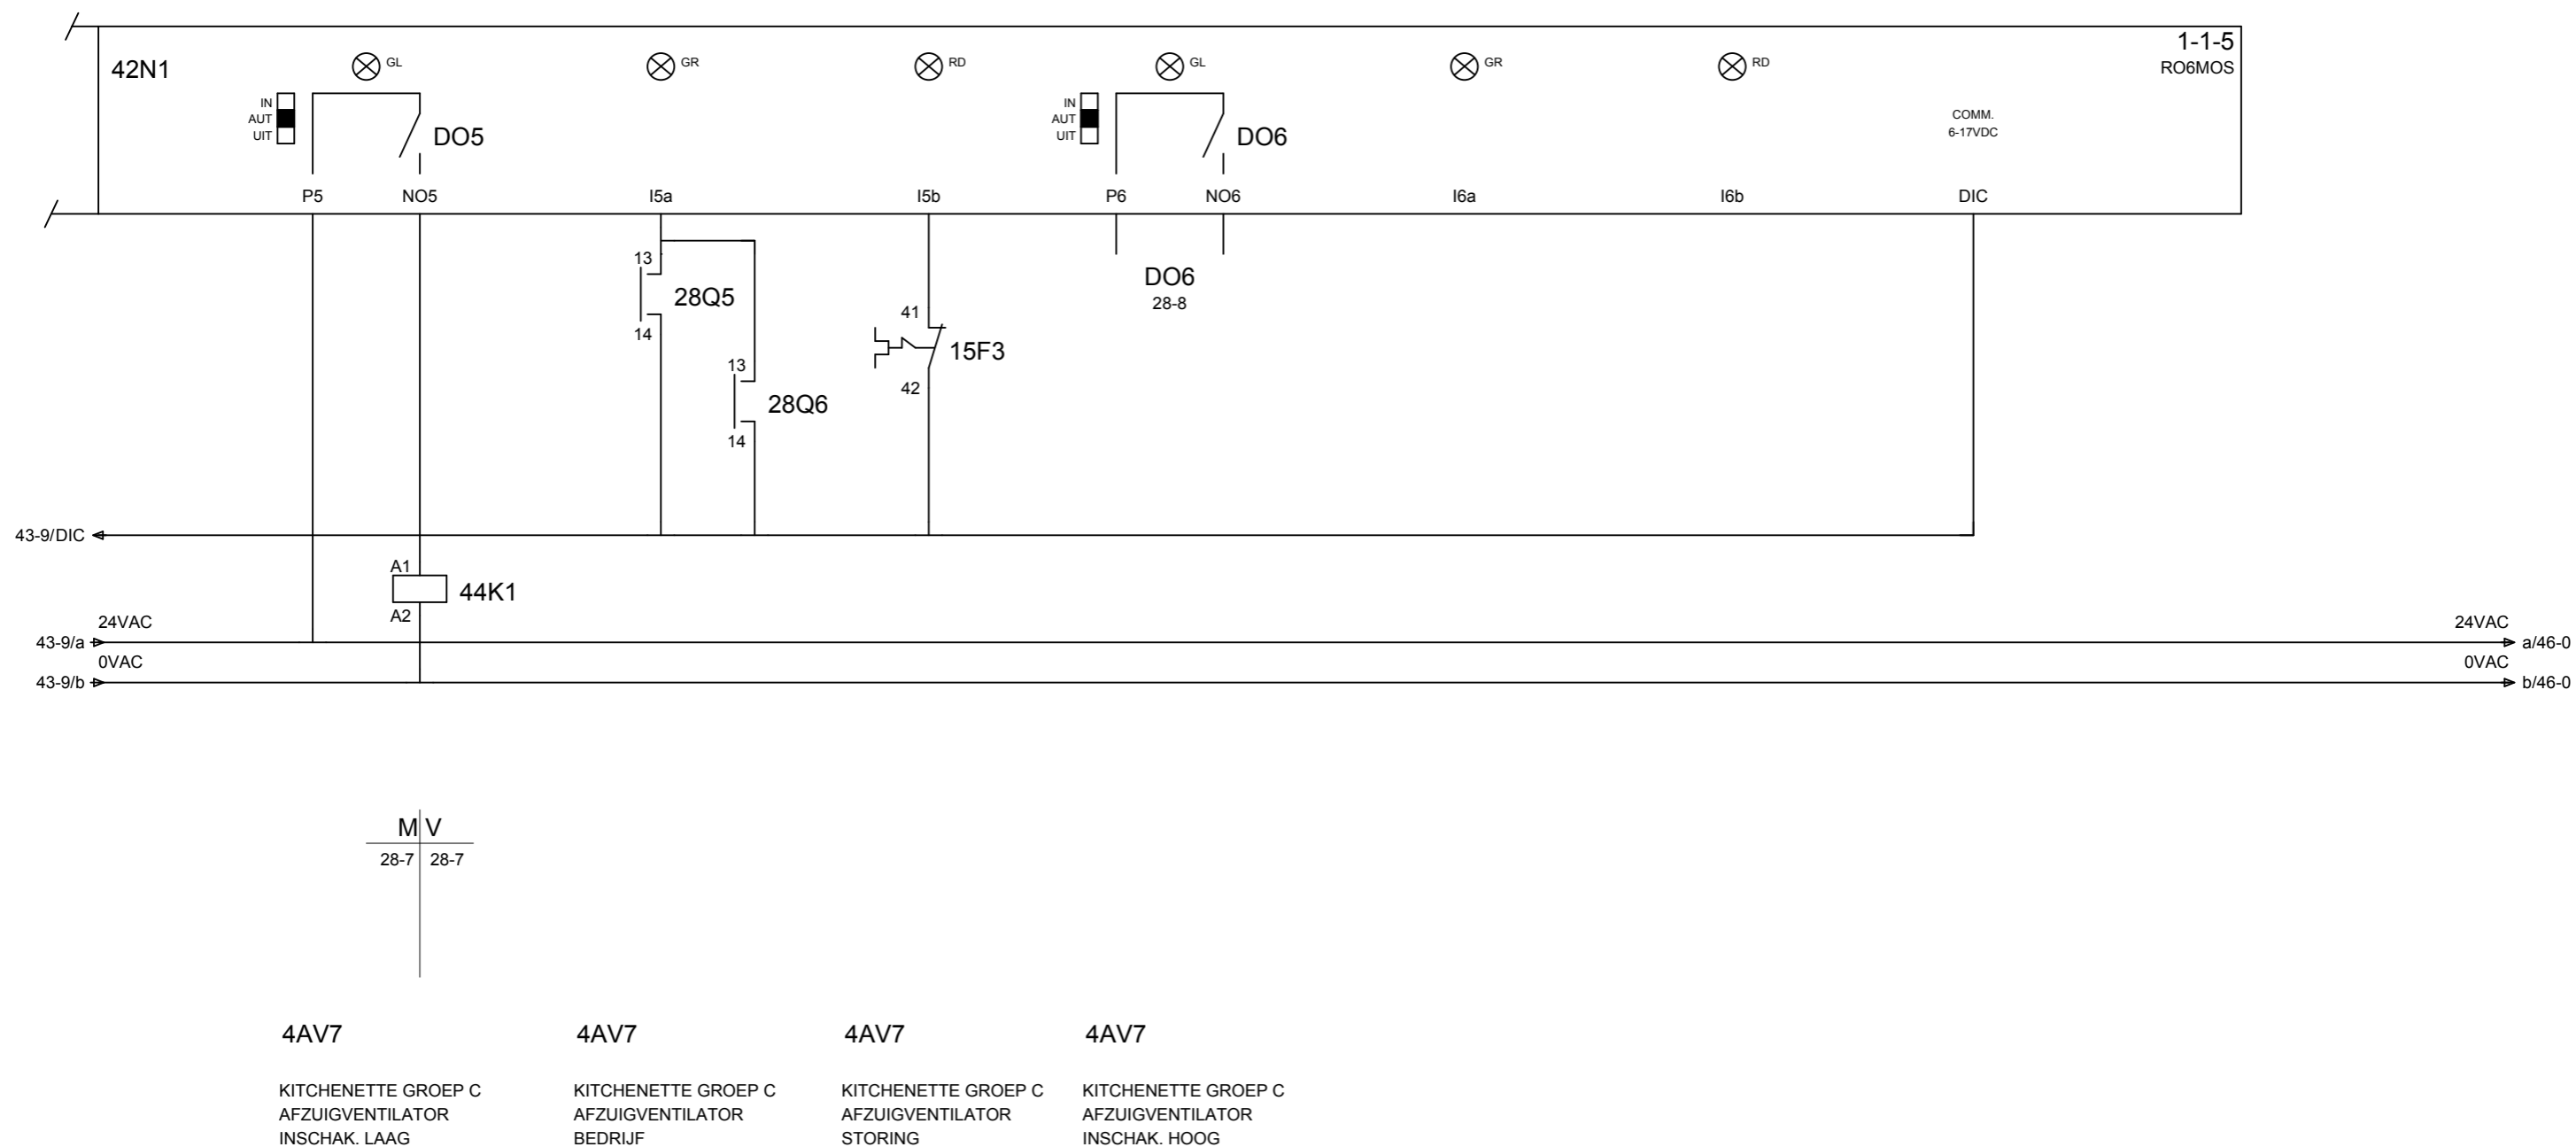 42N1
GL
GR
RD
GL
GR
RD
1-1-5
RO6MOS
IN
AUT
UIT
DO5
IN
AUT
UIT
DO6
COMM.
6-17VDC
P5
NO5
I5a
I5b
P6
NO6
I6a
I6b
DIC
13
28Q5
14
13
28Q6
14
41
15F3
42
DO6
28-8
43-9/DIC
A1
44K1
A2
24VAC
43-9/a
0VAC
43-9/b
24VAC
a/46-0
0VAC
b/46-0
M V
28-7 28-7
4AV7
KITCHENETTE GROEP C
AFZUIGVENTILATOR
INSCHAK. LAAG
4AV7
KITCHENETTE GROEP C
AFZUIGVENTILATOR
BEDRIJF
4AV7
KITCHENETTE GROEP C
AFZUIGVENTILATOR
STORING
4AV7
KITCHENETTE GROEP C
AFZUIGVENTILATOR
INSCHAK. HOOG